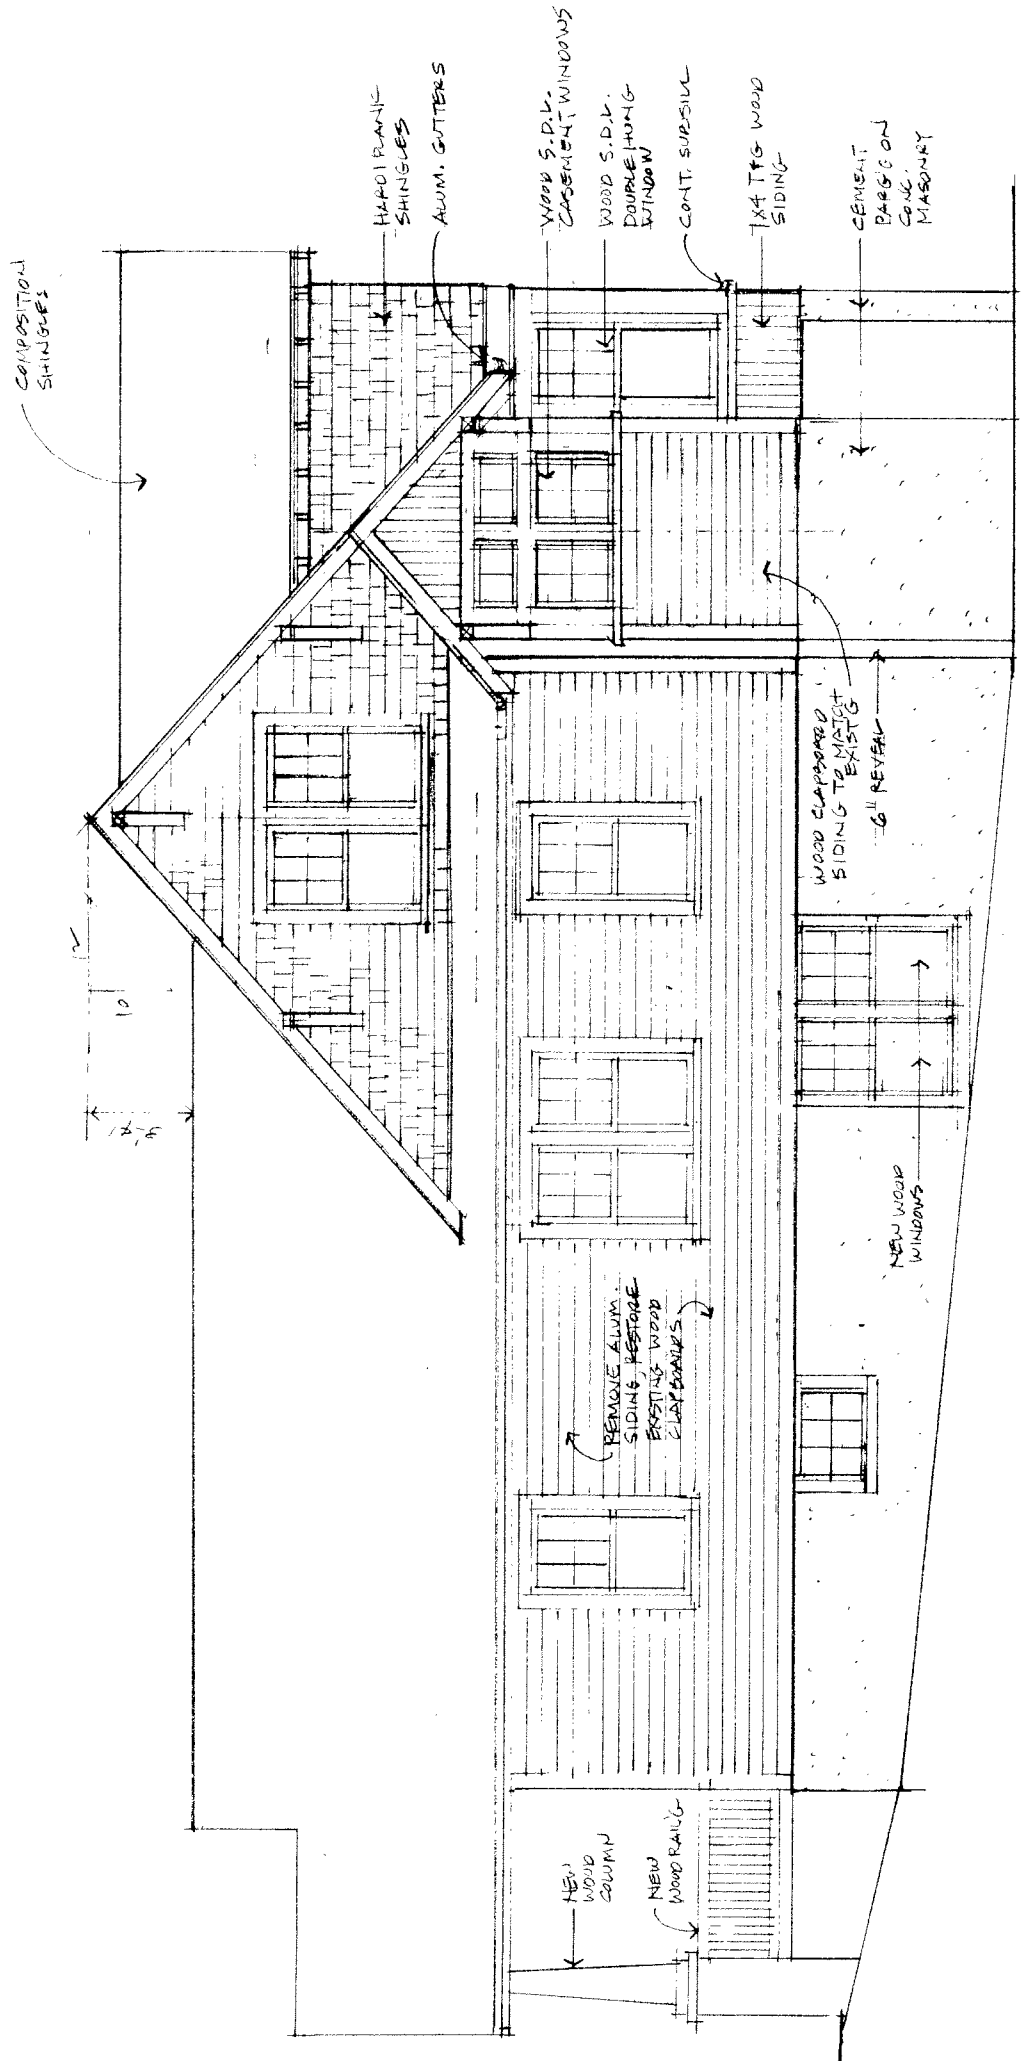 COMPOSITION
SHINGLES
HARDIPLANK
SHINGLES
ALUM. GUTTERS
WOOD S.D.L.
CASEMENT WINDOWS
WOOD S.D.L.
DOUBLE HUNG
WINDOW
CONT. SUBSILL
1X4 T&G WOOD
SIDING
CEMENT
PARG'G ON
CONC.
MASONRY
12
10
WOOD CLAPBOARD
SIDING TO MATCH
EXIST'G
6" REVEAL
NEW WOOD
WINDOWS
REMOVE ALUM.
SIDING, RESTORE
EXISTING WOOD
CLAPBOARDS
NEW
WOOD
COLUMN
NEW
WOOD RAIL'G